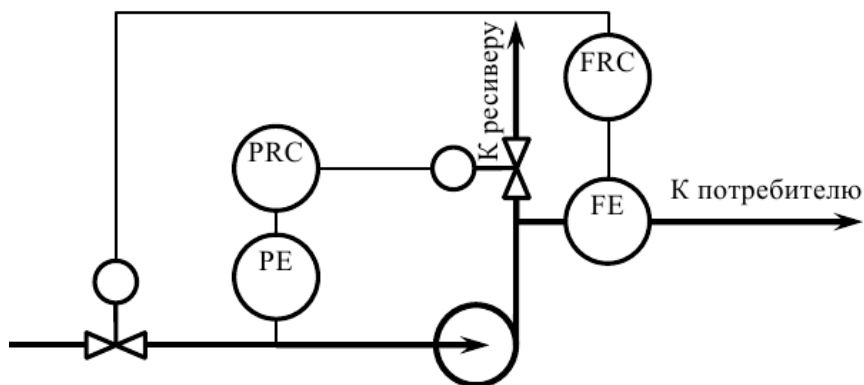 К ресиверу
FRC
PRC
FE
К потребителю
PE